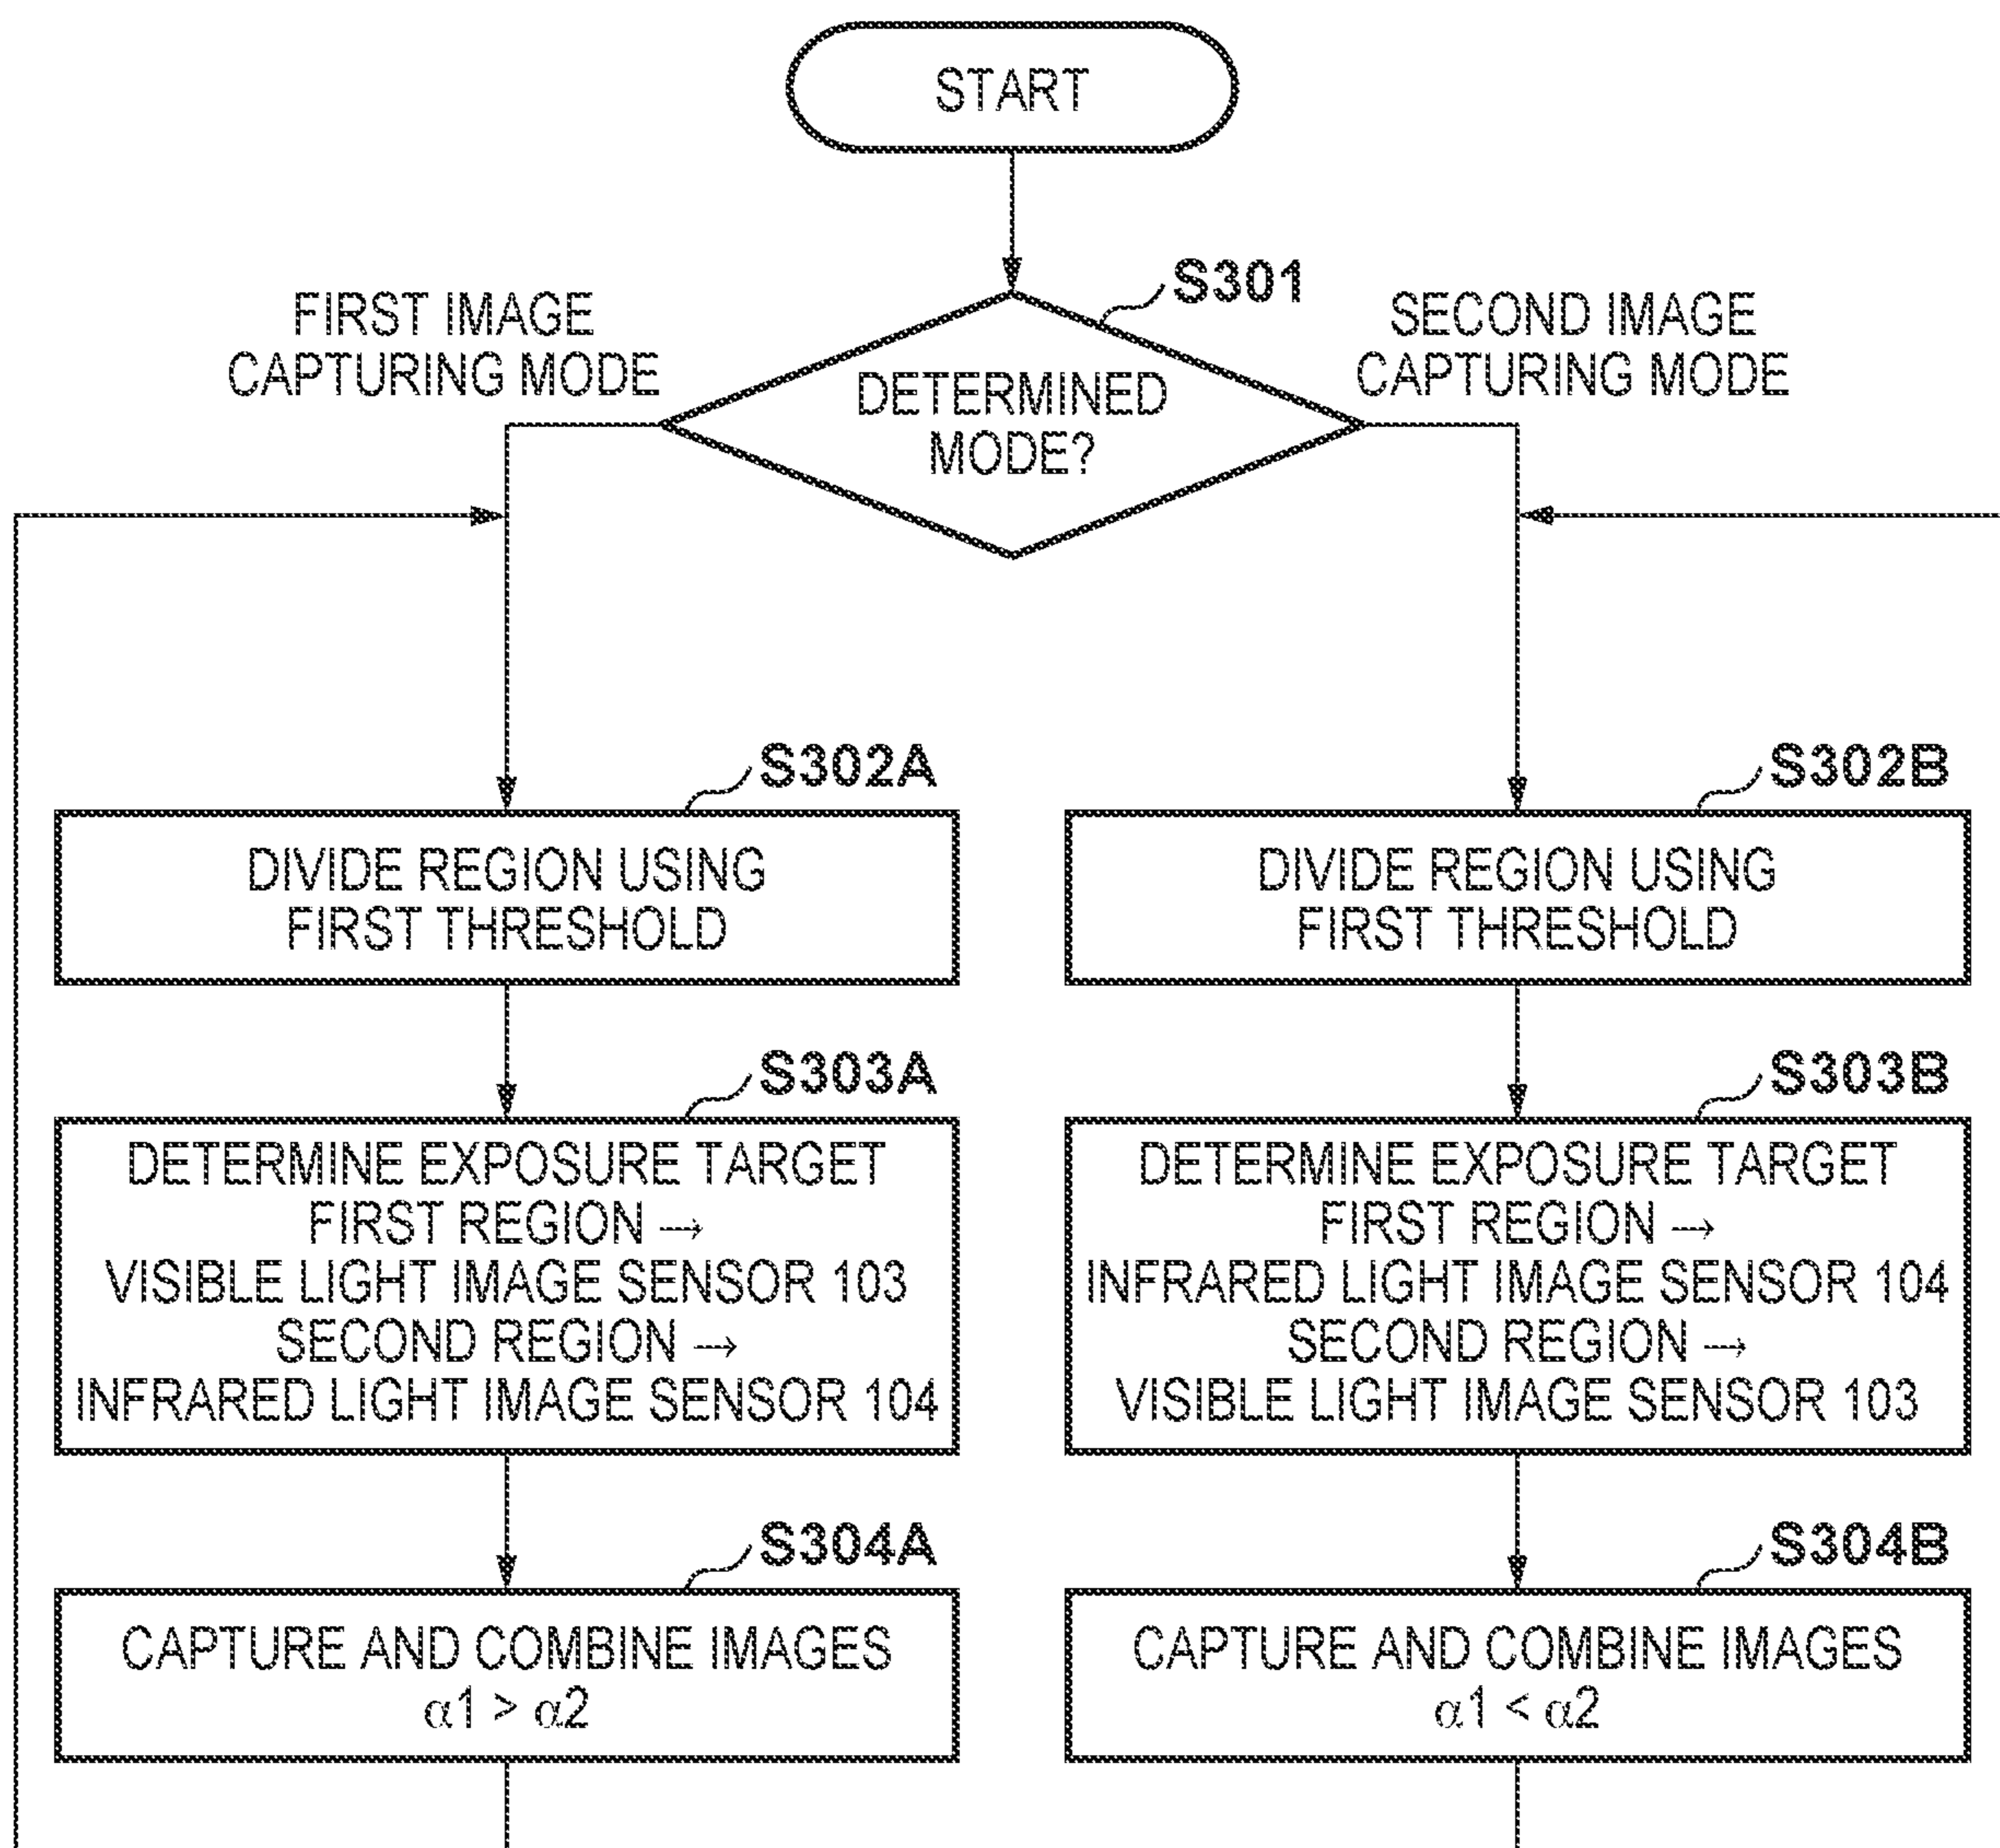 START
S301
FIRST IMAGE
CAPTURING MODE
DETERMINED
MODE?
SECOND IMAGE
CAPTURING MODE
S302A
DIVIDE REGION USING
FIRST THRESHOLD
S303A
DETERMINE EXPOSURE TARGET
FIRST REGION →
VISIBLE LIGHT IMAGE SENSOR 103
SECOND REGION →
INFRARED LIGHT IMAGE SENSOR 104
S304A
CAPTURE AND COMBINE IMAGES
α1 > α2
S302B
DIVIDE REGION USING
FIRST THRESHOLD
S303B
DETERMINE EXPOSURE TARGET
FIRST REGION →
INFRARED LIGHT IMAGE SENSOR 104
SECOND REGION →
VISIBLE LIGHT IMAGE SENSOR 103
S304B
CAPTURE AND COMBINE IMAGES
α1 < α2